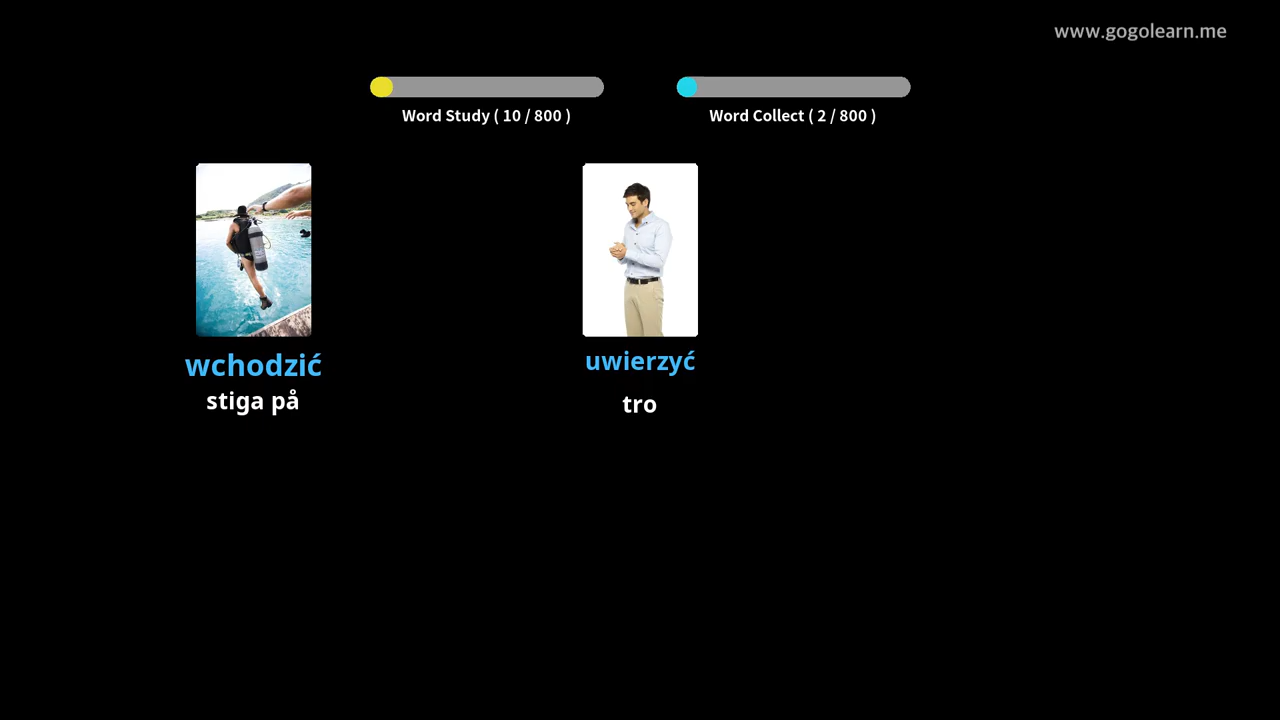 www.gogolearn.me
Word Study ( 10 / 800 )
Word Collect ( 2 / 800 )
wchodzić
stiga på
uwierzyć
tro